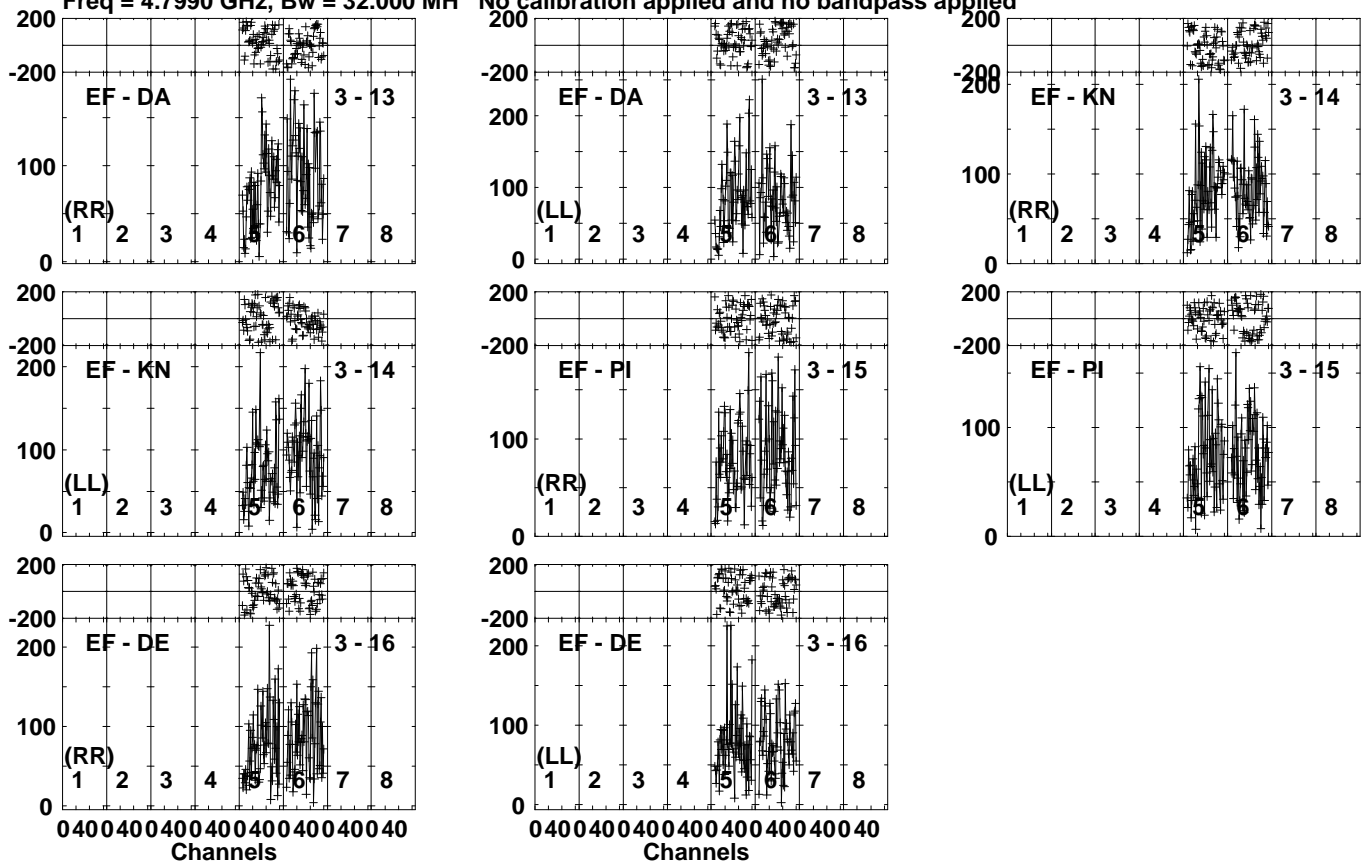 Freq = 4.7990 GHz, Bw = 32.000 MH No calibration applied and no bandpass applied
200
-200
EF - DA 3 - 13
100
(RR)
1 2 3 4 5 6 7 8
0
200
-200
EF - DA 3 - 13
200
100
(LL)
1 2 3 4 5 6 7 8
0
200
-200
200
EF - KN 3 - 14
100
(RR)
1 2 3 4 5 6 7 8
0
200
-200
EF - KN 3 - 14
200
100
(LL)
1 2 3 4 5 6 7 8
0
200
-200
EF - PI 3 - 15
100
(RR)
1 2 3 4 5 6 7 8
0
200
-200
EF - PI 3 - 15
100
(LL)
1 2 3 4 5 6 7 8
0
200
-200
EF - DE 3 - 16
200
100
(RR)
1 2 3 4 5 6 7 8
0
0 40 0 40 0 40 0 40 0 40 0 40 0 40 0 40
Channels
200
-200
EF - DE 3 - 16
200
100
(LL)
1 2 3 4 5 6 7 8
0
0 40 0 40 0 40 0 40 0 40 0 40 0 40 0 40
Channels